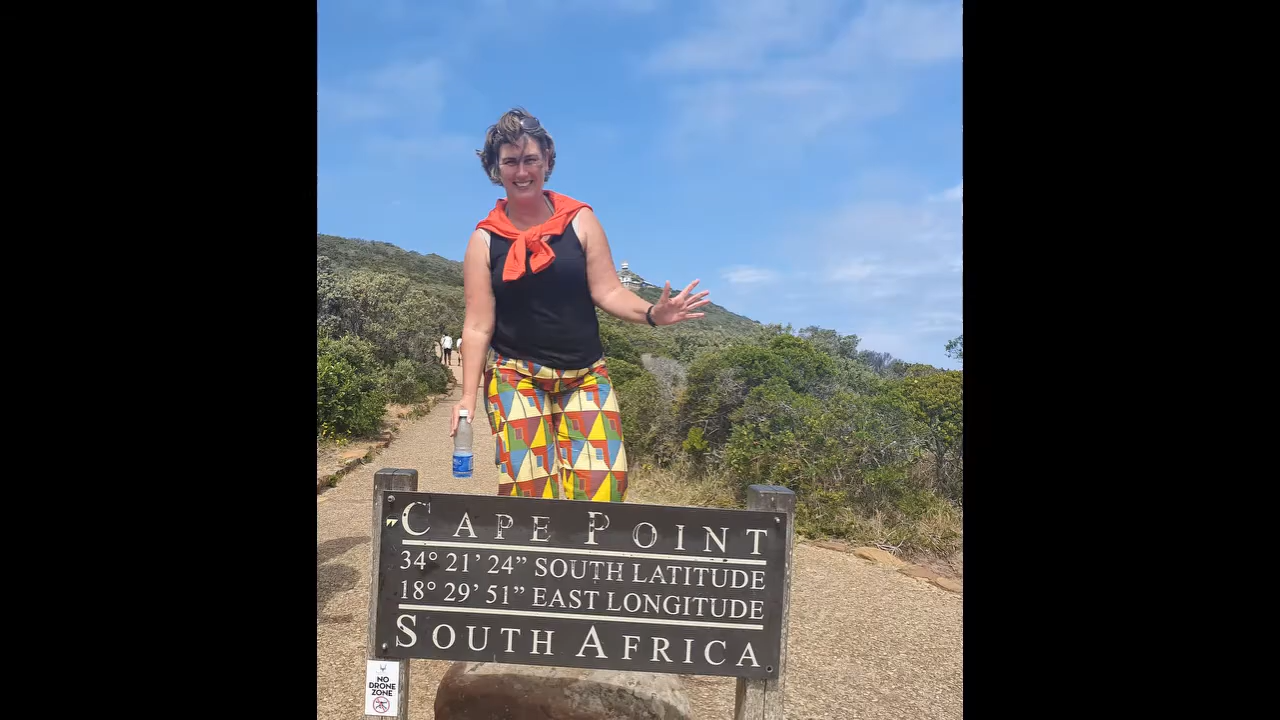 CAPE POINT
34° 21' 24" SOUTH LATITUDE
18° 29' 51" EAST LONGITUDE
SOUTH AFRICA
NO
DRONE
ZONE